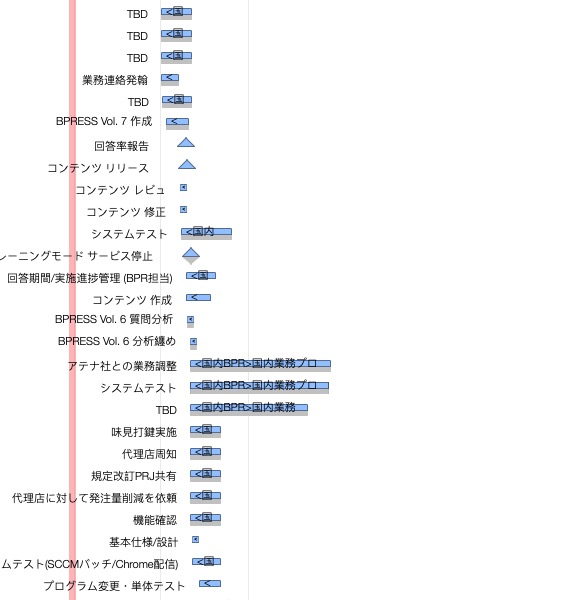 TBD <国
TBD <国
TBD <国
業務連絡発翰 <
TBD <国
BPRESS Vol. 7 作成 <
回答率報告
コンテンツ リリース
コンテンツ レビュ <
コンテンツ 修正 <
システムテスト <国内
レーニングモード サービス停止
回答期間/実施進捗管理 (BPR担当) <国
コンテンツ 作成 <
BPRESS Vol. 6 質問分析 <
BPRESS Vol. 6 分析纏め <
アテナ社との業務調整 <国内BPR>国内業務プロ
システムテスト <国内BPR>国内業務プロ
TBD <国内BPR>国内業務
味見打鍵実施 <国
代理店周知 <国
規定改訂PRJ共有 <国
代理店に対して発注量削減を依頼 <国
機能確認 <国
基本仕様/設計 <
ムテスト(SCCMバッチ/Chrome配信) <国
プログラム変更・単体テスト <